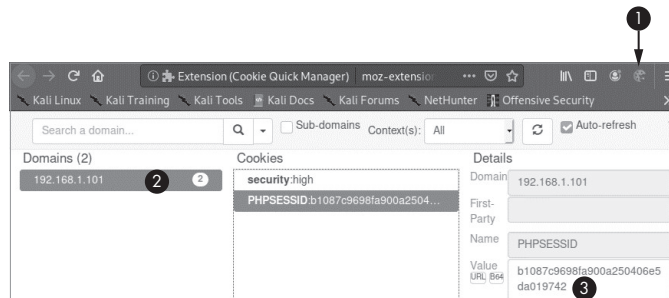 1
Extension (Cookie Quick Manager) moz-extension
Kali Linux Kali Training Kali Tools Kali Docs Kali Forums NetHunter Offensive Security
Search a domain... Sub-domains Context(s): All Auto-refresh
Domains (2) Cookies Details
192.168.1.101 2 2 security:high Domain 192.168.1.101
PHPSESSID:b1087c9698fa900a2504... First-
Party
Name PHPSESSID
Value b1087c9698fa900a250406e5
URL B64 da019742 3